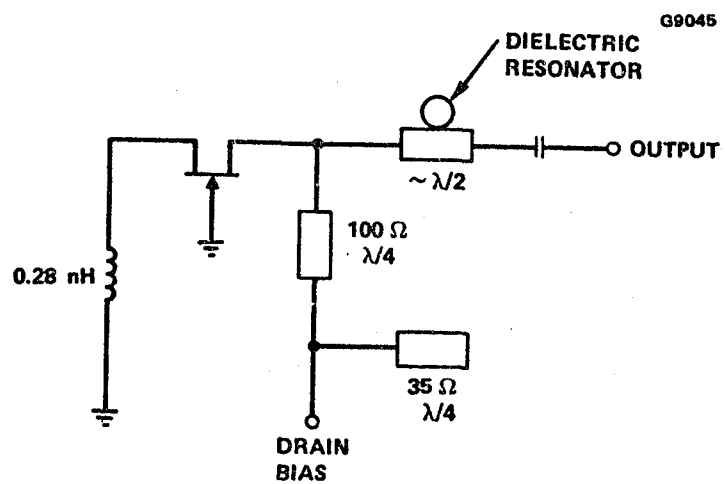 G9045
DIELECTRIC
RESONATOR
OUTPUT
~ λ/2
100 Ω
λ/4
0.28 nH
35 Ω
λ/4
DRAIN
BIAS